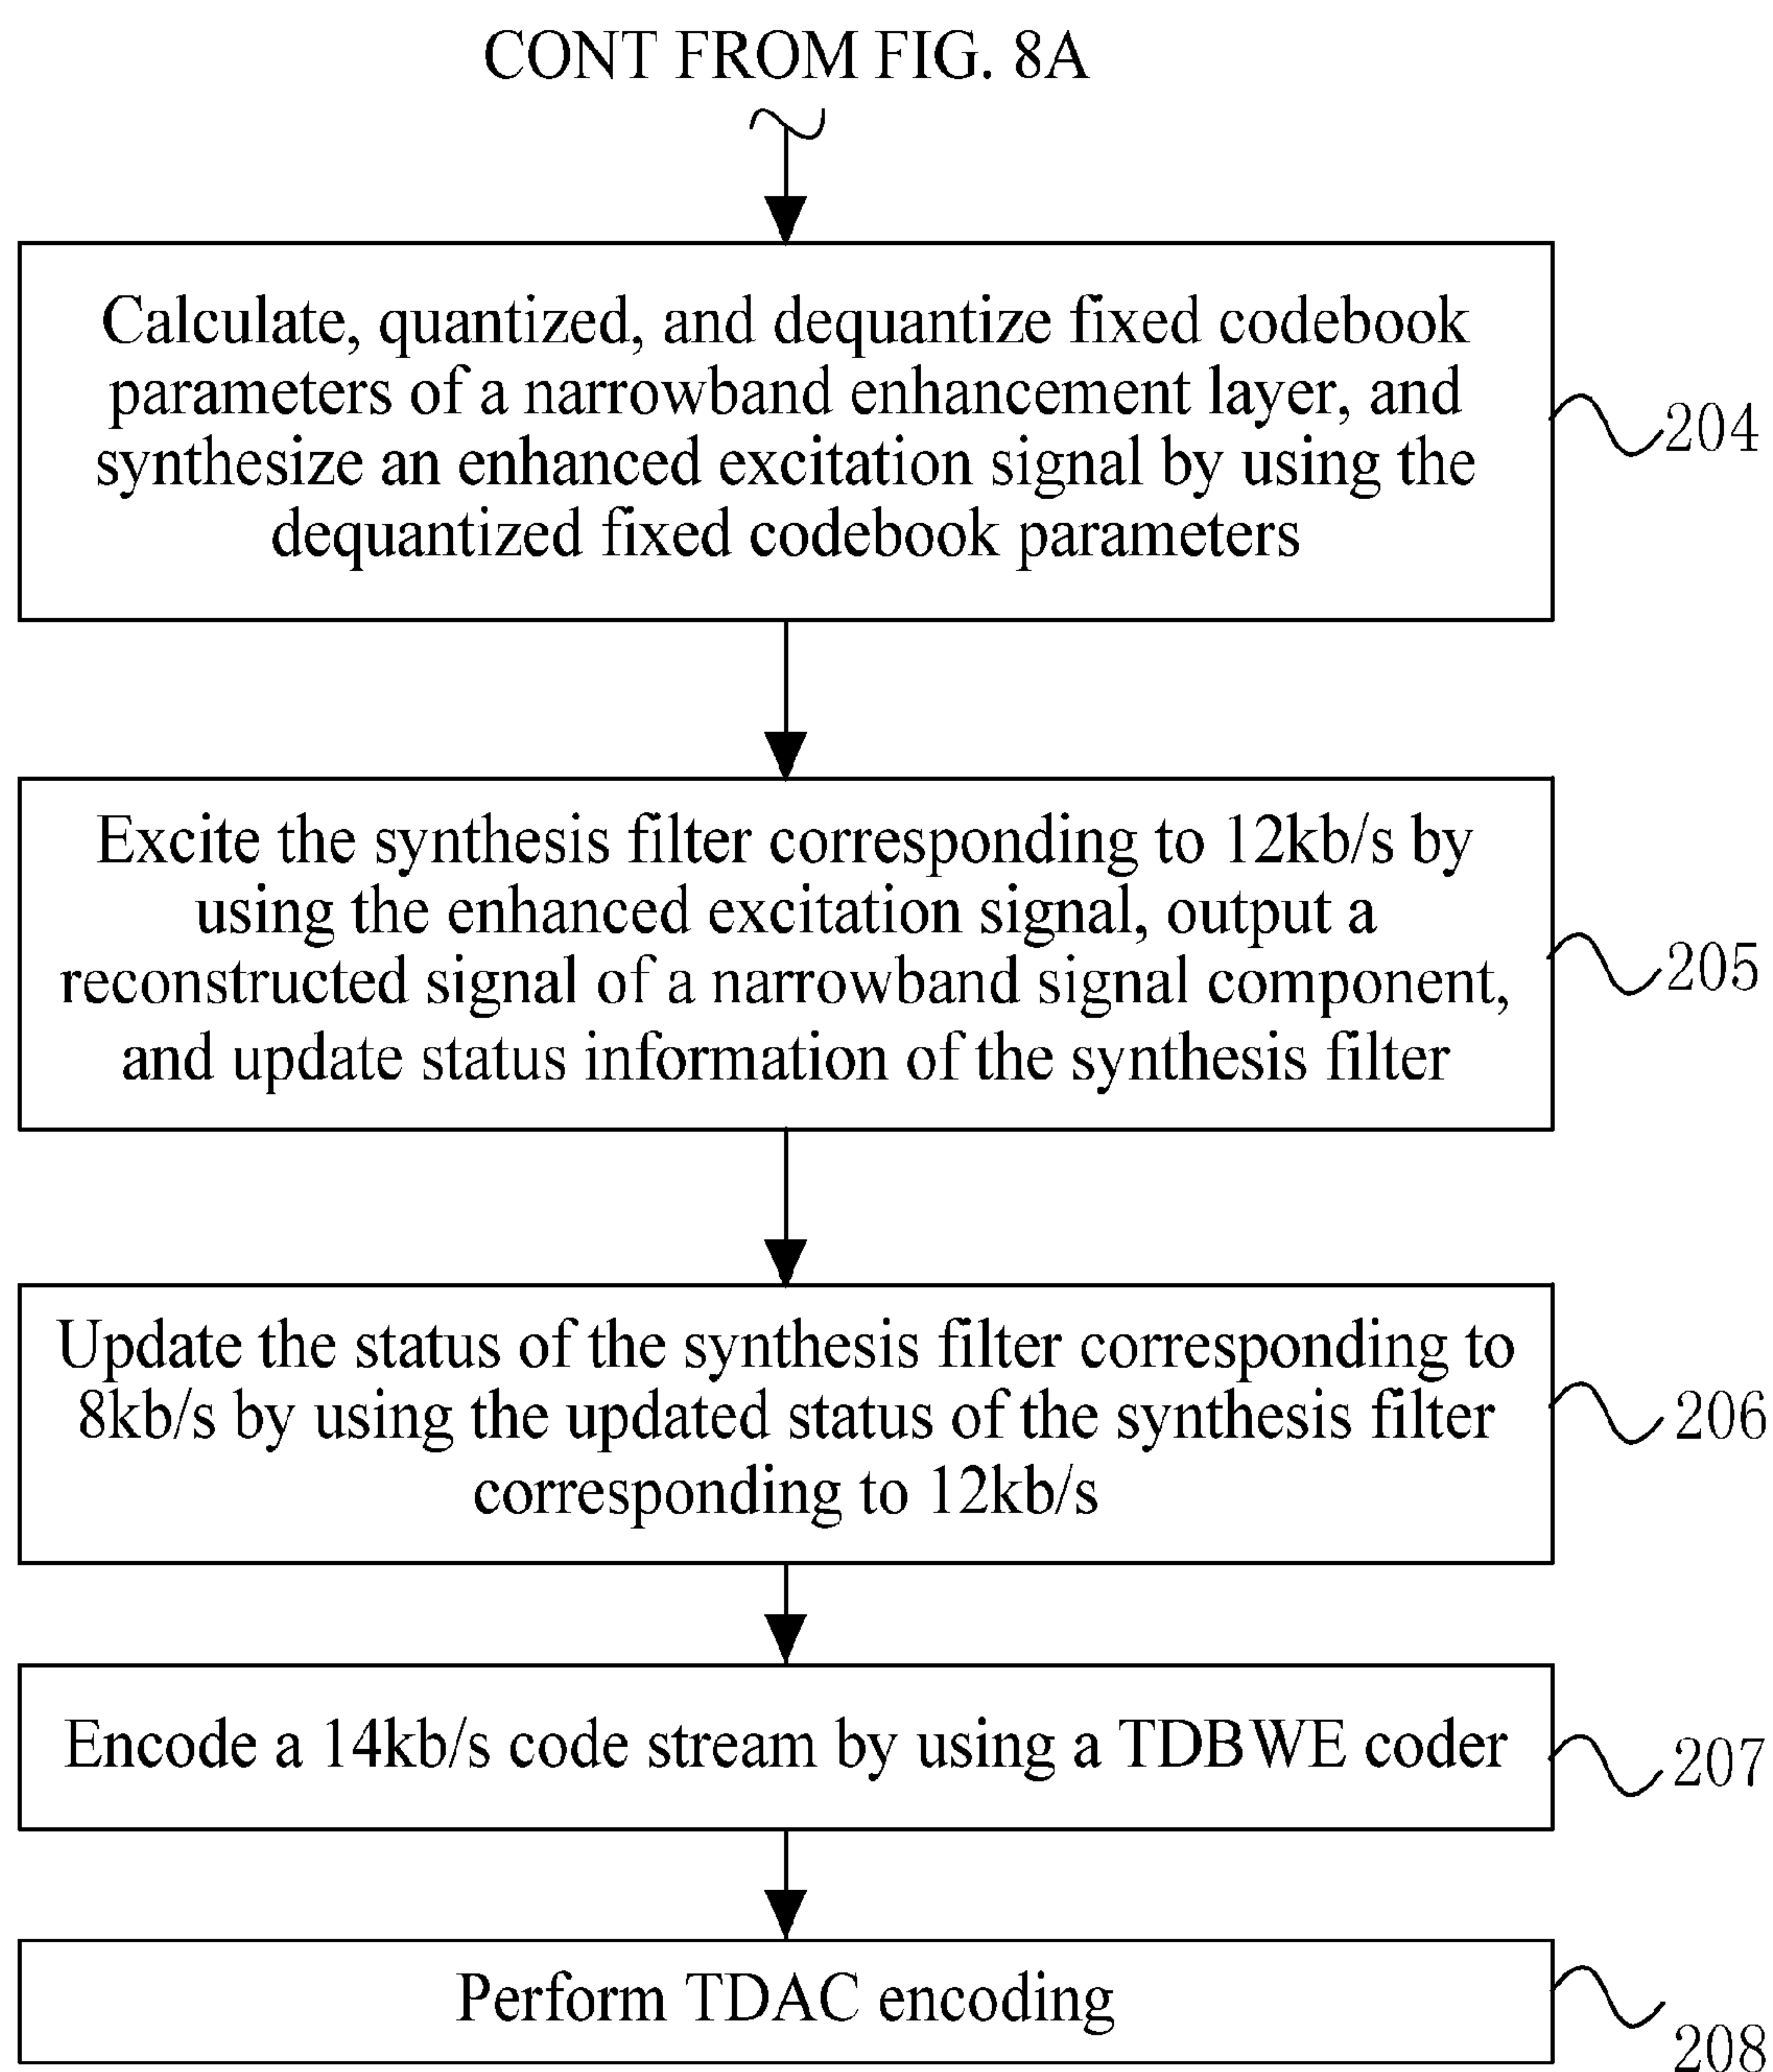 CONT FROM FIG. 8A
Calculate, quantized, and dequantize fixed codebook
parameters of a narrowband enhancement layer, and
synthesize an enhanced excitation signal by using the
dequantized fixed codebook parameters
204
Excite the synthesis filter corresponding to 12kb/s by
using the enhanced excitation signal, output a
reconstructed signal of a narrowband signal component,
and update status information of the synthesis filter
205
Update the status of the synthesis filter corresponding to
8kb/s by using the updated status of the synthesis filter
corresponding to 12kb/s
206
Encode a 14kb/s code stream by using a TDBWE coder
207
Perform TDAC encoding
208